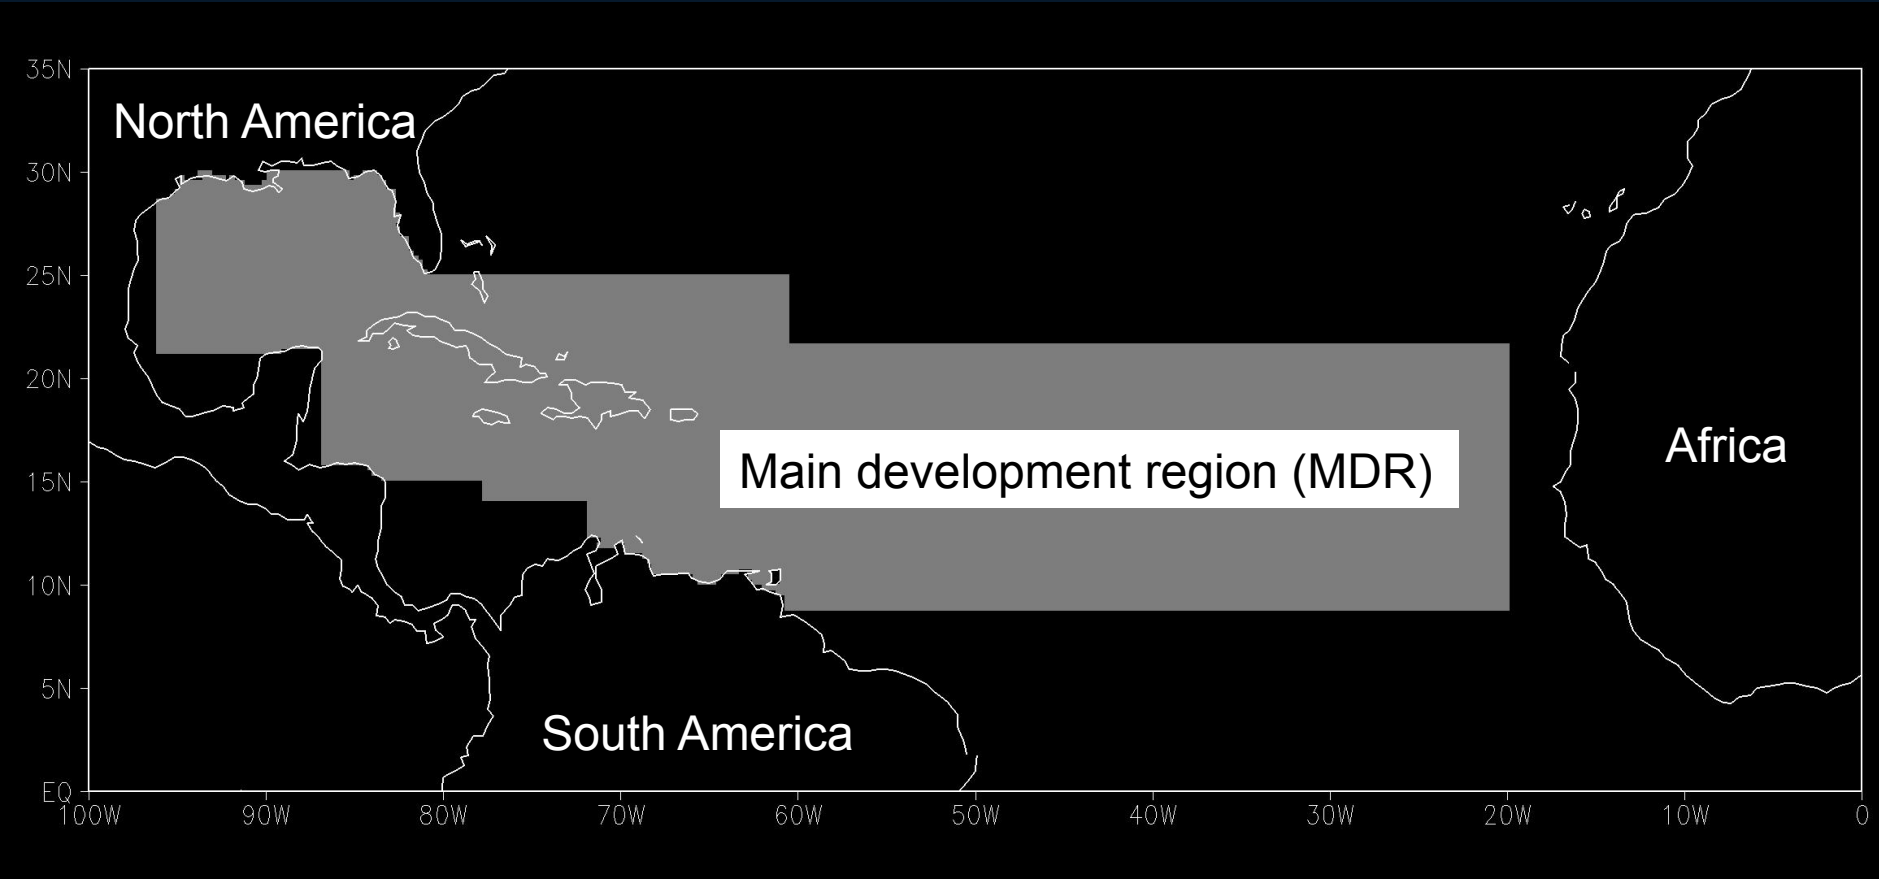 35N
North America
30N
25N
20N
Main development region (MDR)
Africa
15N
10N
5N
South America
EQ
100W 90W 80W 70W 60W 50W 40W 30W 20W 10W 0